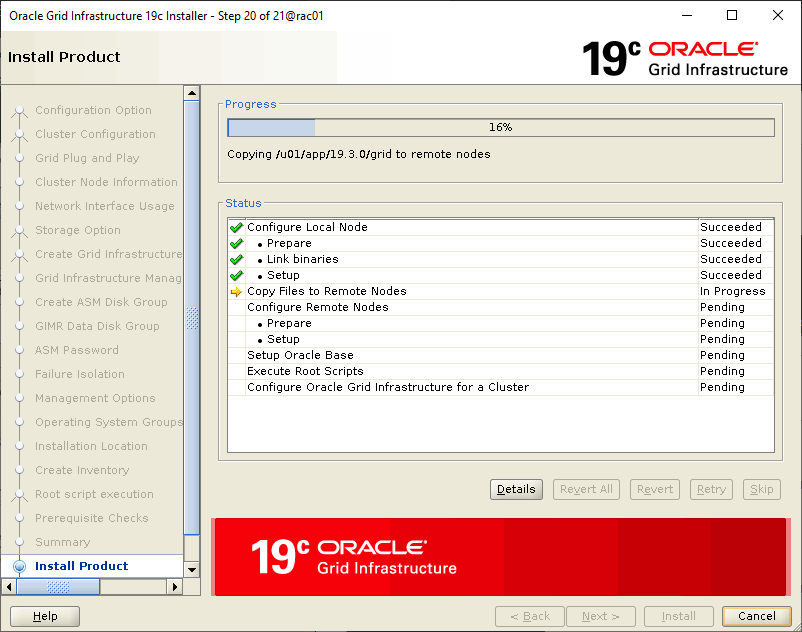 Oracle Grid Infrastructure 19c Installer - Step 20 of 21@rac01
Install Product
19c ORACLE
Grid Infrastructure
Configuration Option
Cluster Configuration
Grid Plug and Play
Cluster Node Information
Network Interface Usage
Storage Option
Create Grid Infrastructure
Grid Infrastructure Manag
Create ASM Disk Group
GIMR Data Disk Group
ASM Password
Failure Isolation
Management Options
Operating System Groups
Installation Location
Create Inventory
Root script execution
Prerequisite Checks
Summary
Install Product
Progress
16%
Copying /u01/app/19.3.0/grid to remote nodes
Status
Configure Local Node Succeeded
• Prepare Succeeded
• Link binaries Succeeded
• Setup Succeeded
Copy Files to Remote Nodes In Progress
Configure Remote Nodes Pending
• Prepare Pending
• Setup Pending
Setup Oracle Base Pending
Execute Root Scripts Pending
Configure Oracle Grid Infrastructure for a Cluster Pending
Details Revert All Revert Retry Skip
19c ORACLE
Grid Infrastructure
Help < Back Next > Install Cancel